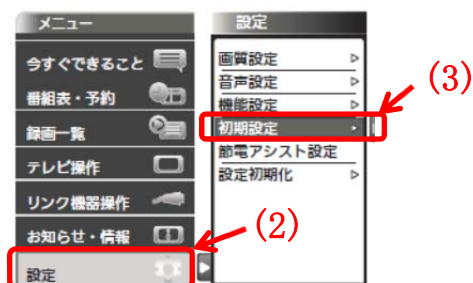 メニュー
今すぐできること
番組表・予約
録画一覧
テレビ操作
リンク機器操作
お知らせ・情報
設定
(2)
設定
画質設定
音声設定
機能設定
初期設定
節電アシスト設定
設定初期化
(3)